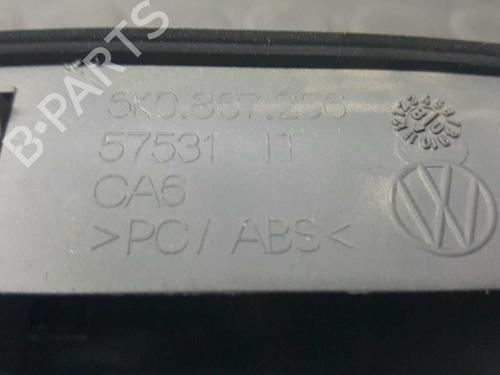 5K0.867.256
57531 IT
CA6
>PC/ ABS<
B-PARTS